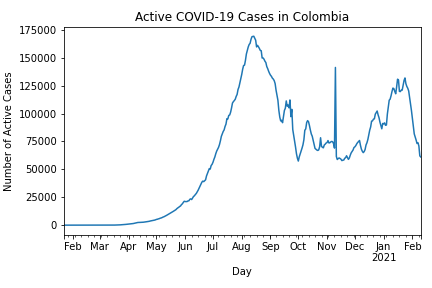 Active COVID-19 Cases in Colombia
175000
150000
125000
100000
75000
50000
25000
0
Number of Active Cases
Feb Mar Apr May Jun Jul Aug Sep Oct Nov Dec Jan Feb
2021
Day